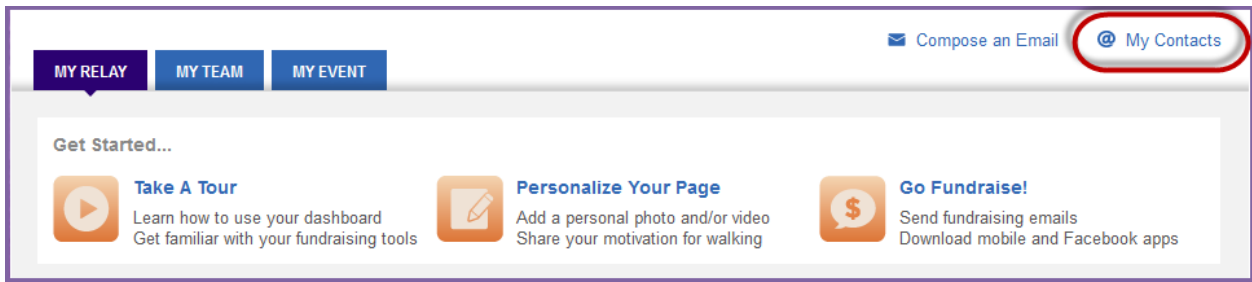 Compose an Email @ My Contacts
MY RELAY MY TEAM MY EVENT
Get Started...
Take A Tour
Learn how to use your dashboard
Get familiar with your fundraising tools
Personalize Your Page
Add a personal photo and/or video
Share your motivation for walking
$
Go Fundraise!
Send fundraising emails
Download mobile and Facebook apps